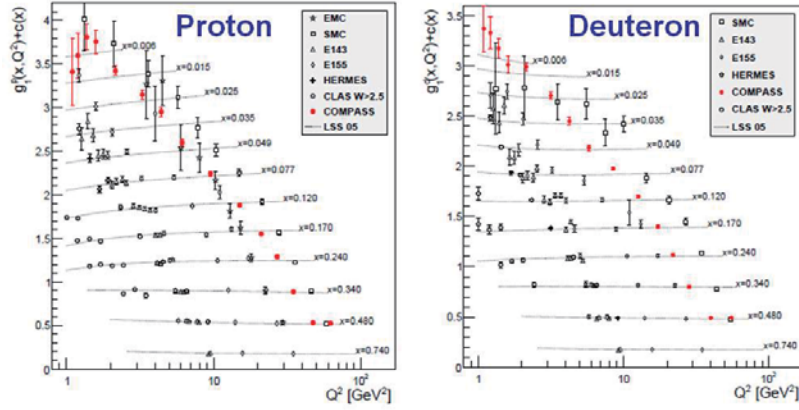 Proton
EMC
SMC
E143
E155
HERMES
CLAS W>2.5
COMPASS
LSS 05
x=0.006
x=0.015
x=0.025
x=0.035
x=0.049
x=0.077
x=0.120
x=0.170
x=0.240
x=0.340
x=0.480
x=0.740
g₁ᵖ(x,Q²)+c(x)
4
3.5
3
2.5
2
1.5
1
0.5
0
1
10
10²
Q² [GeV²]
Deuteron
SMC
E143
E155
HERMES
COMPASS
CLAS W>2.5
LSS 05
x=0.006
x=0.015
x=0.025
x=0.035
x=0.049
x=0.077
x=0.120
x=0.170
x=0.240
x=0.340
x=0.480
x=0.740
g₁ᵈ(x,Q²)+c(x)
3.5
3
2.5
2
1.5
1
0.5
0
1
10
10²
Q² [GeV²]